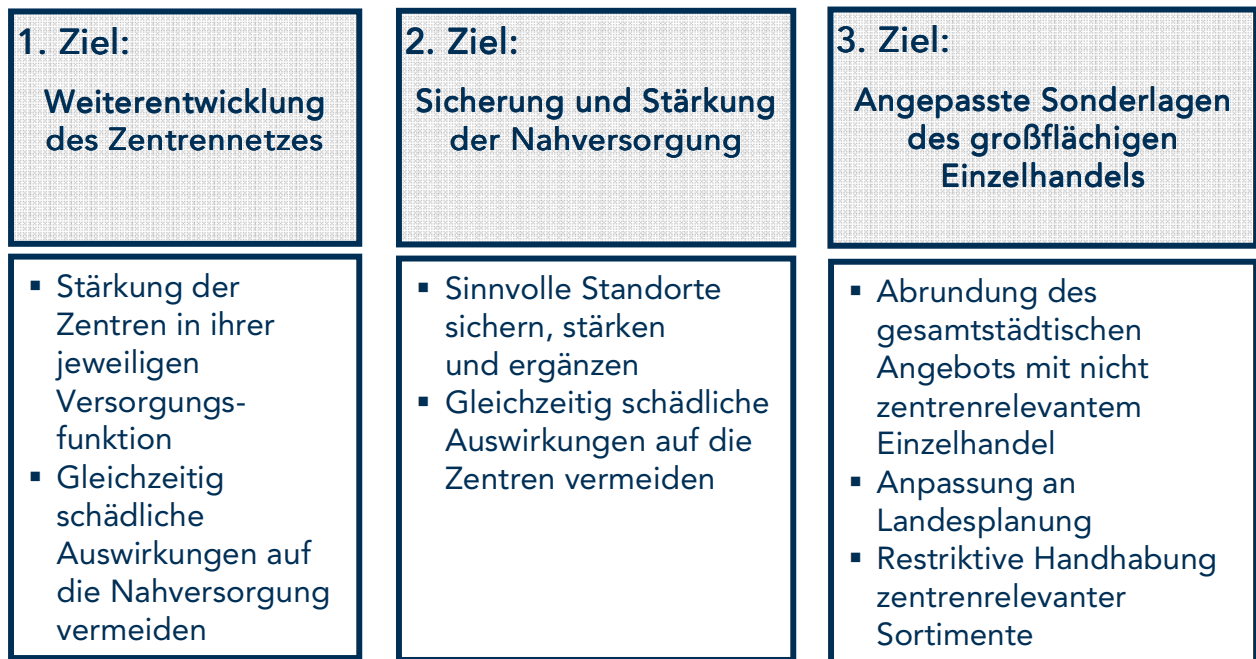 1. Ziel:
Weiterentwicklung
des Zentrennetzes
▪ Stärkung der
Zentren in ihrer
jeweiligen
Versorgungs-
funktion
▪ Gleichzeitig
schädliche
Auswirkungen auf
die Nahversorgung
vermeiden
2. Ziel:
Sicherung und Stärkung
der Nahversorgung
▪ Sinnvolle Standorte
sichern, stärken
und ergänzen
▪ Gleichzeitig schädliche
Auswirkungen auf die
Zentren vermeiden
3. Ziel:
Angepasste Sonderlagen
des großflächigen
Einzelhandels
▪ Abrundung des
gesamtstädtischen
Angebots mit nicht
zentrenrelevantem
Einzelhandel
▪ Anpassung an
Landesplanung
▪ Restriktive Handhabung
zentrenrelevanter
Sortimente